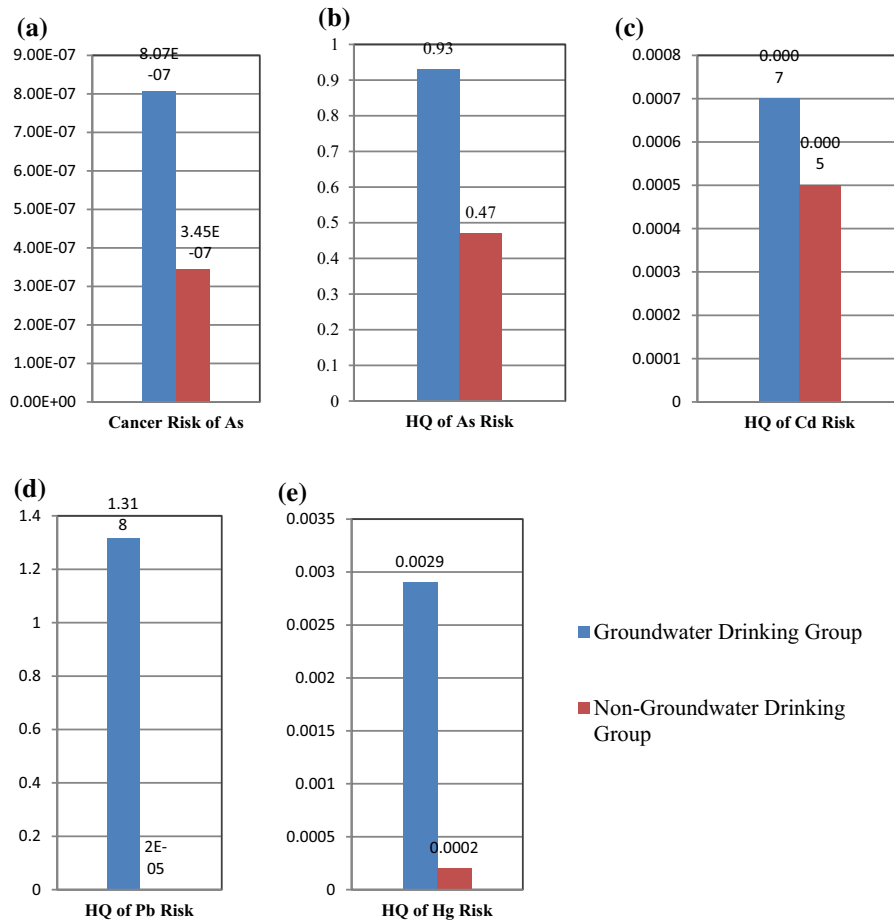 (a)
9.00E-07
8.00E-07
7.00E-07
6.00E-07
5.00E-07
4.00E-07
3.00E-07
2.00E-07
1.00E-07
0.00E+00
8.07E
-07
3.45E
-07
Cancer Risk of As
(b)
1
0.9
0.8
0.7
0.6
0.5
0.4
0.3
0.2
0.1
0
0.93
0.47
HQ of As Risk
(c)
0.0008
0.0007
0.0006
0.0005
0.0004
0.0003
0.0002
0.0001
0
0.000
7
0.000
5
HQ of Cd Risk
(d)
1.4
1.2
1
0.8
0.6
0.4
0.2
0
1.31
8
2E-
05
HQ of Pb Risk
(e)
0.0035
0.003
0.0025
0.002
0.0015
0.001
0.0005
0
0.0029
0.0002
HQ of Hg Risk
Groundwater Drinking Group
Non-Groundwater Drinking
Group